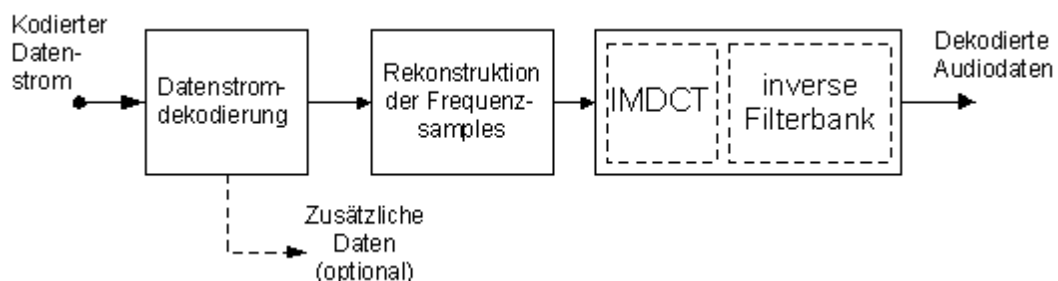 Kodierter
Daten-
strom
Datenstrom-
dekodierung
Rekonstruktion
der Frequenz-
samples
IMDCT
inverse
Filterbank
Dekodierte
Audiodaten
Zusätzliche
Daten
(optional)